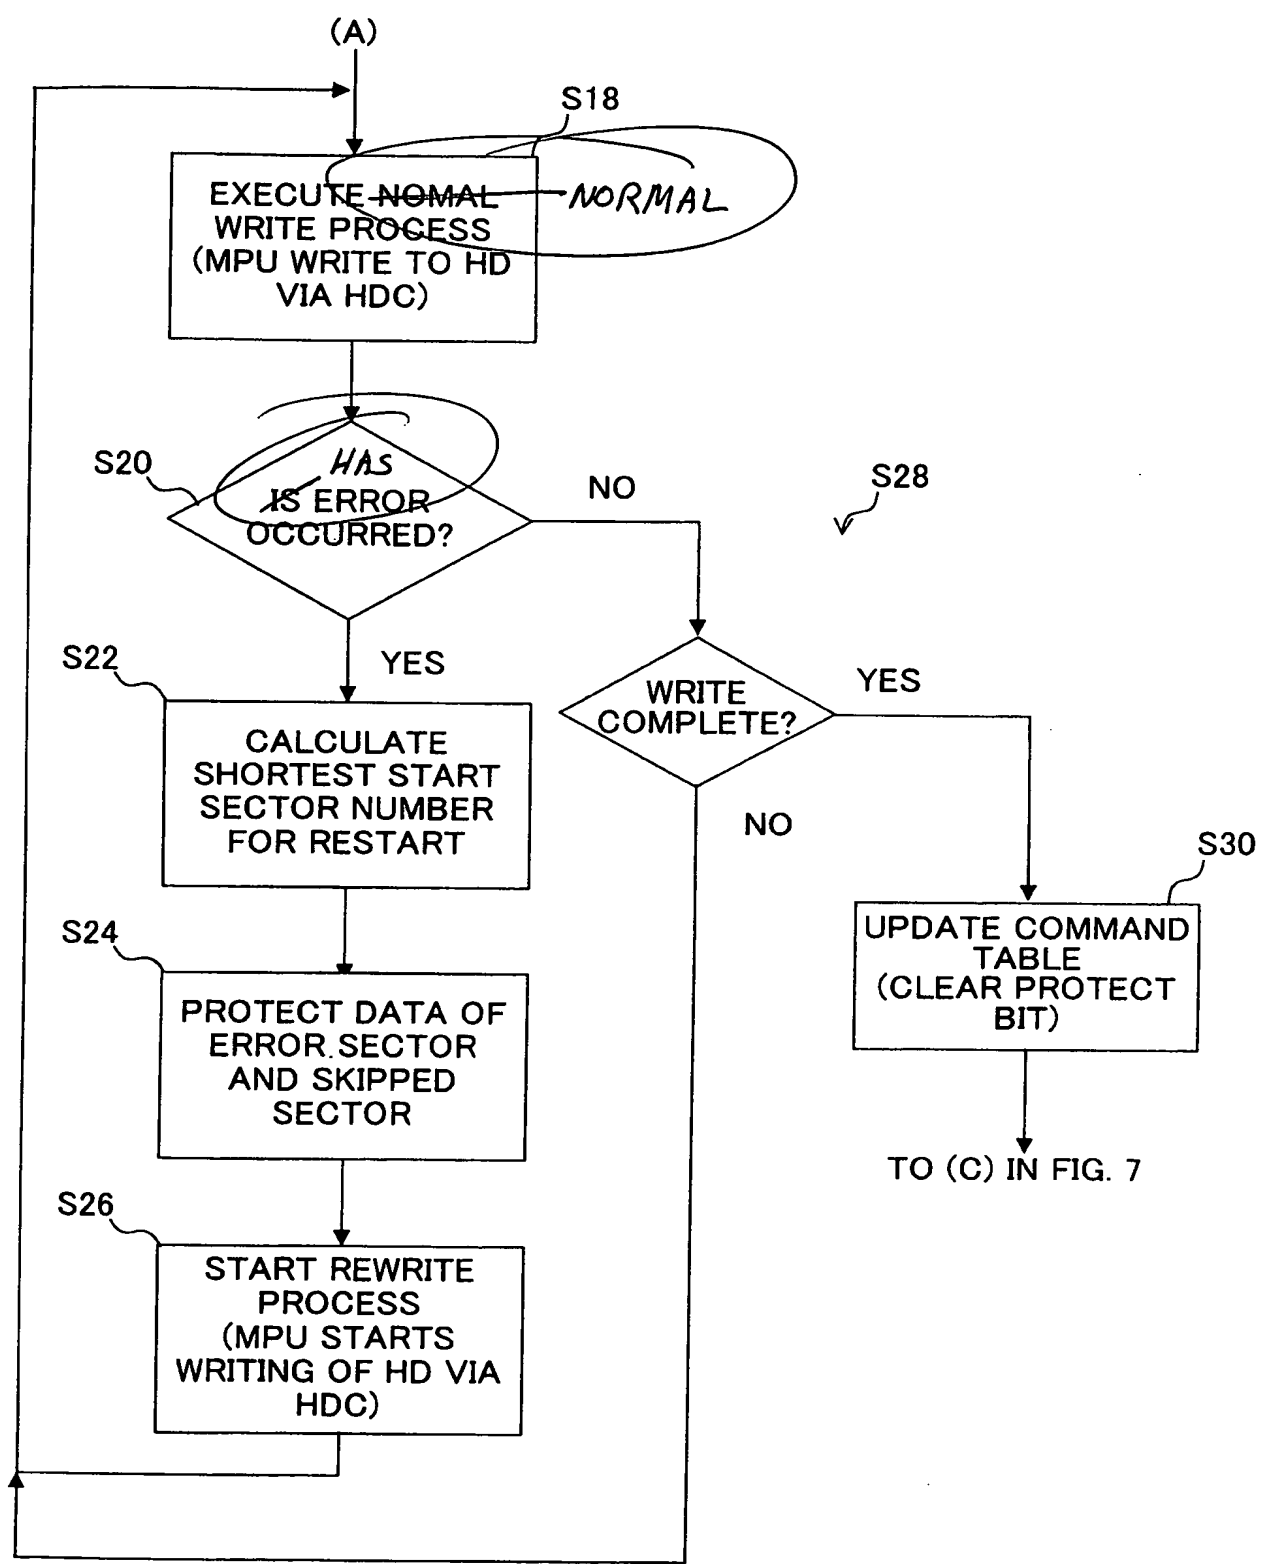 (A)
S18
EXECUTE NOMAL NORMAL
WRITE PROCESS
(MPU WRITE TO HD
VIA HDC)
S20
HAS
IS ERROR
OCCURRED?
NO
S28
S22
YES
WRITE
COMPLETE?
YES
CALCULATE
SHORTEST START
SECTOR NUMBER
FOR RESTART
NO
S30
UPDATE COMMAND
TABLE
(CLEAR PROTECT
BIT)
S24
PROTECT DATA OF
ERROR.SECTOR
AND SKIPPED
SECTOR
TO (C) IN FIG. 7
S26
START REWRITE
PROCESS
(MPU STARTS
WRITING OF HD VIA
HDC)